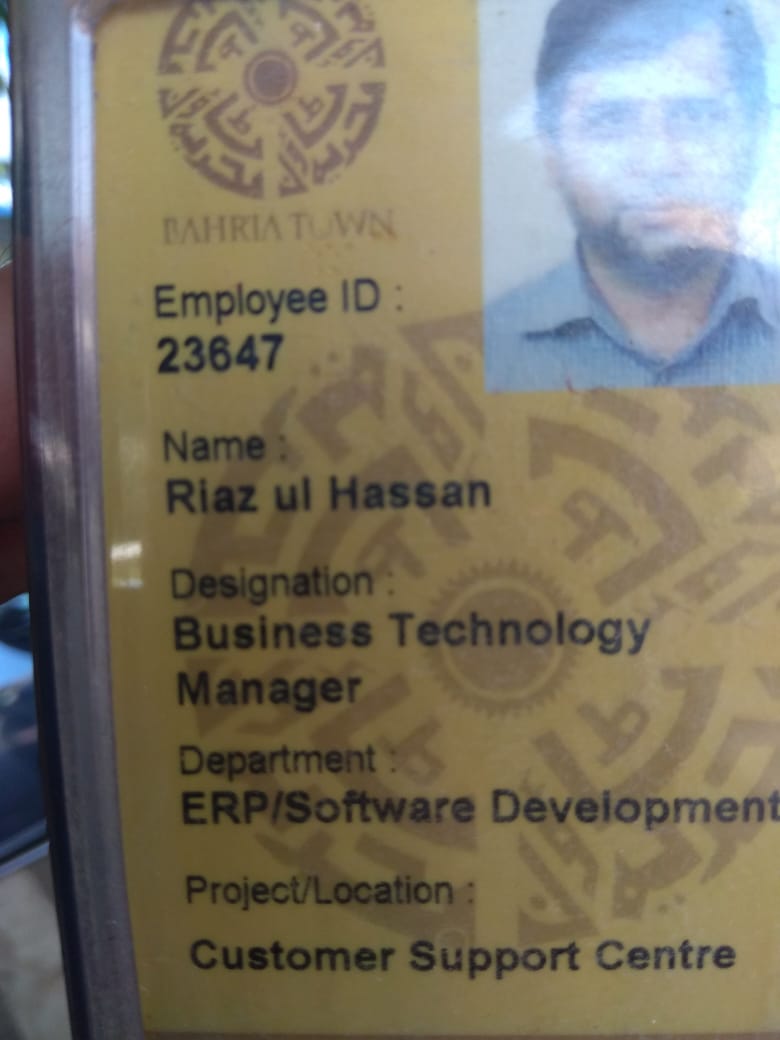 BAHRIA TOWN
Employee ID :
23647
Name :
Riaz ul Hassan
Designation :
Business Technology
Manager
Department :
ERP/Software Development
Project/Location :
Customer Support Centre